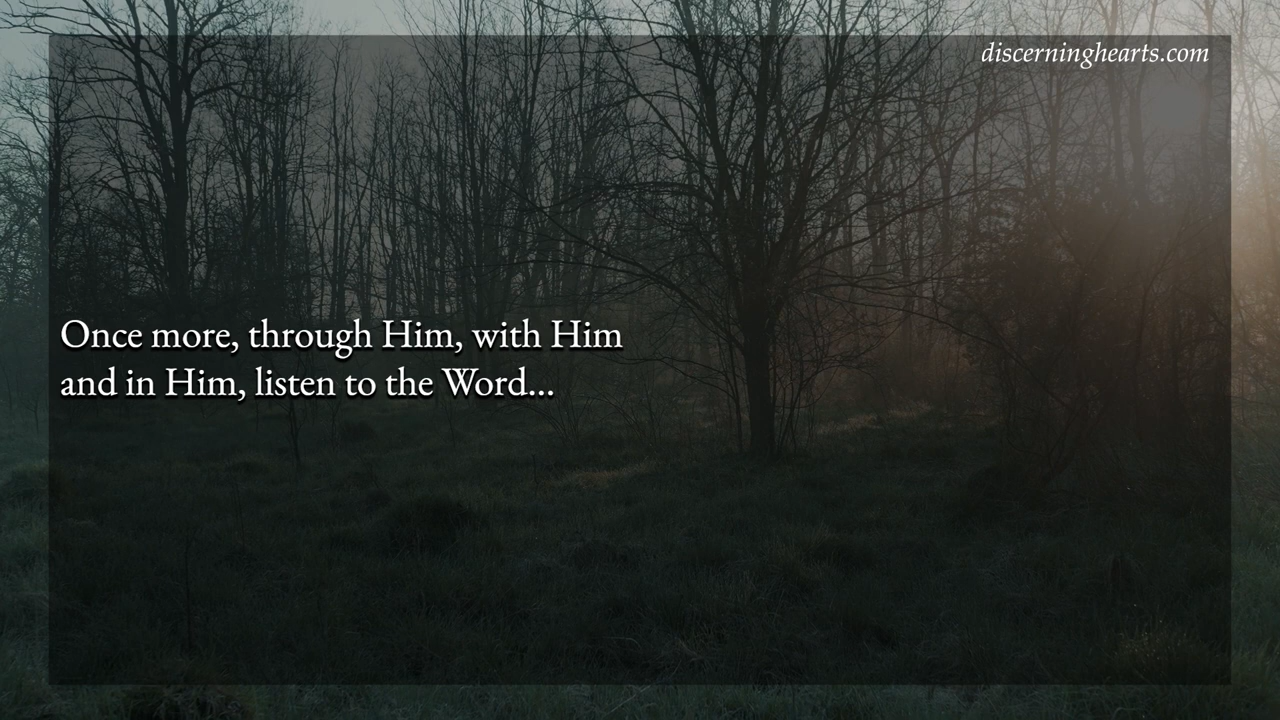 discerninghearts.com
Once more, through Him, with Him
and in Him, listen to the Word...